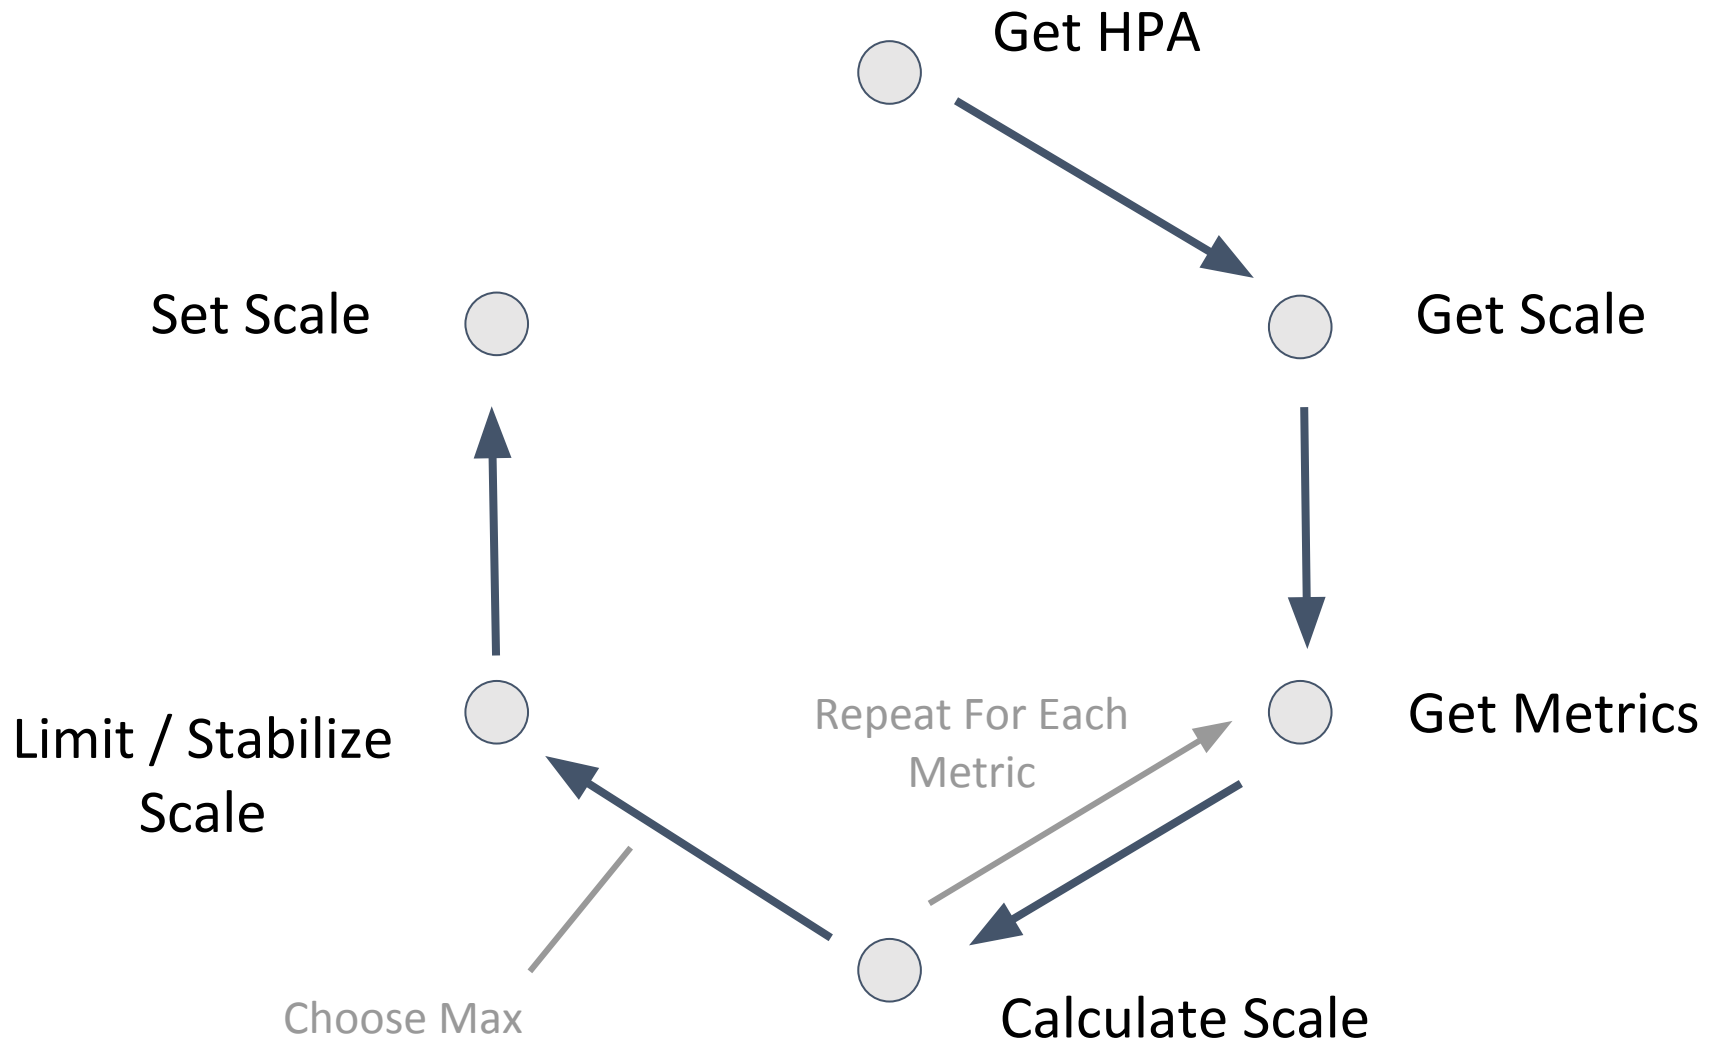 Get HPA
Set Scale
Get Scale
Repeat For Each
Metric
Get Metrics
Limit / Stabilize
Scale
Choose Max
Calculate Scale